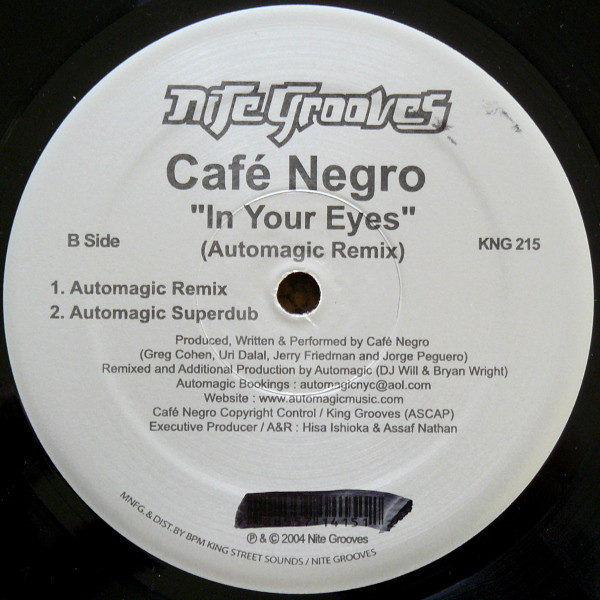 Nite Grooves
Café Negro
"In Your Eyes"
(Automagic Remix)
B Side
KNG 215
1. Automagic Remix
2. Automagic Superdub
Produced, Written & Performed by Café Negro
(Greg Cohen, Uri Dalal, Jerry Friedman and Jorge Peguero)
Remixed and Additional Production by Automagic (DJ Will & Bryan Wright)
Automagic Bookings : automagicnyc@aol.com
Website : www.automagicmusic.com
Café Negro Copyright Control / King Grooves (ASCAP)
Executive Producer / A&R : Hisa Ishioka & Assaf Nathan
℗ & © 2004 Nite Grooves
MNFG. & DIST. BY BPM KING STREET SOUNDS / NITE GROOVES